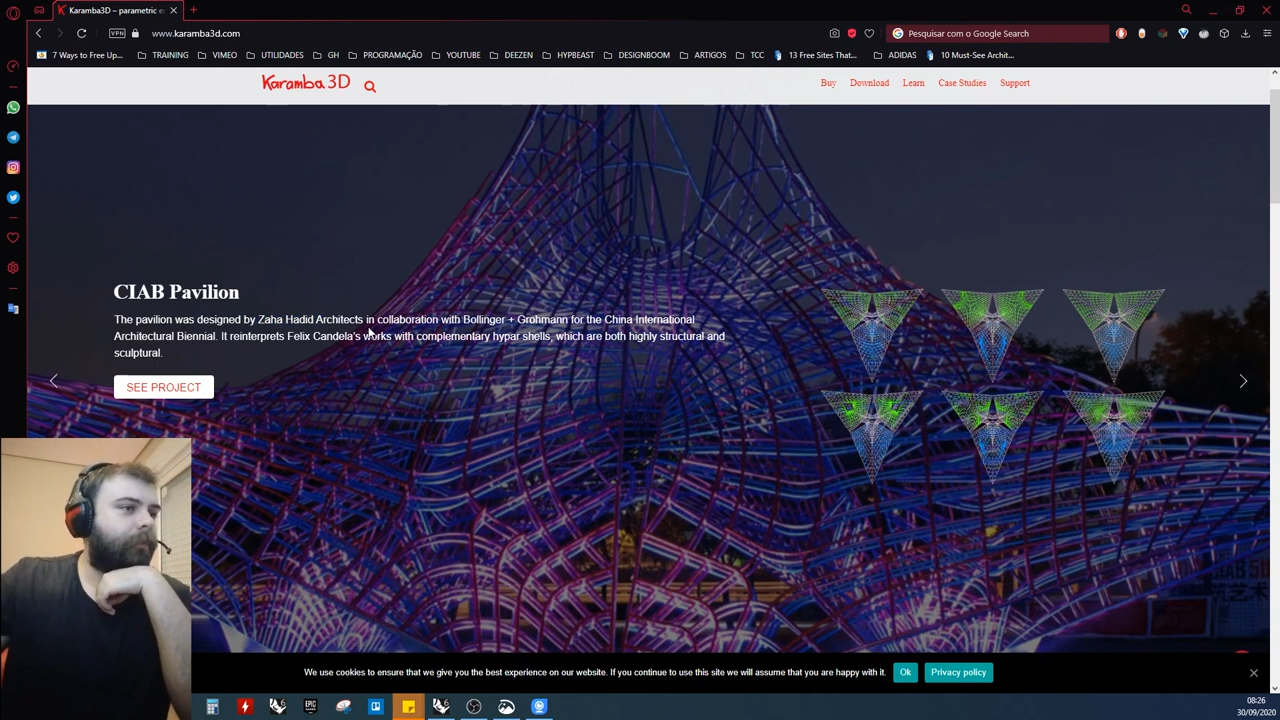 Karamba3D – parametric e
www.karamba3d.com
VPN
Pesquisar com o Google Search
7 Ways to Free Up...
TRAINING
VIMEO
UTILIDADES
GH
PROGRAMAÇÃO
YOUTUBE
DEEZEN
HYPBEAST
DESIGNBOOM
ARTIGOS
TCC
13 Free Sites That...
ADIDAS
10 Must-See Archit...
Karamba3D
Buy
Download
Learn
Case Studies
Support
CIAB Pavilion
The pavilion was designed by Zaha Hadid Architects in collaboration with Bollinger + Grohmann for the China International
Architectural Biennial. It reinterprets Felix Candela's works with complementary hypar shells, which are both highly structural and
sculptural.
SEE PROJECT
We use cookies to ensure that we give you the best experience on our website. If you continue to use this site we will assume that you are happy with it.
Ok
Privacy policy
EPIC
08:26
30/09/2020